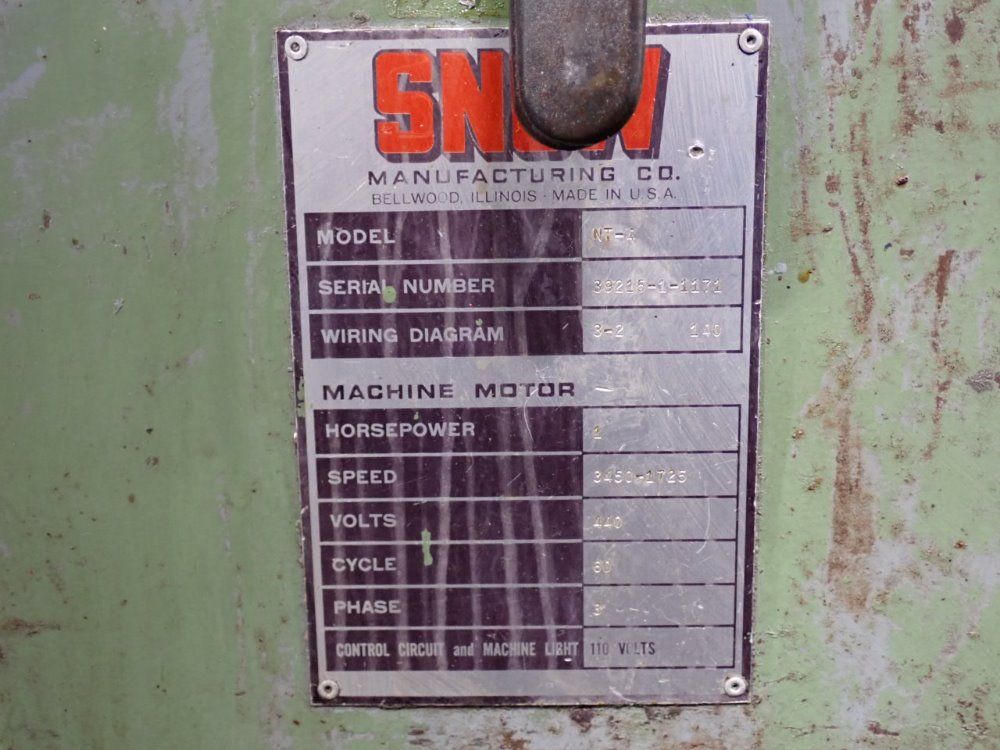 SNOW
MANUFACTURING CO.
BELLWOOD, ILLINOIS · MADE IN U.S.A.
MODEL NT-4
SERIAL NUMBER 39215-1-1171
WIRING DIAGRAM 3-2 140
MACHINE MOTOR
HORSEPOWER 1
SPEED 3450-1725
VOLTS 440
CYCLE 60
PHASE 3
CONTROL CIRCUIT and MACHINE LIGHT 110 VOLTS